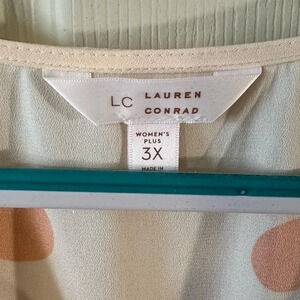 LC LAUREN
CONRAD
WOMEN'S
PLUS
3X
MADE IN